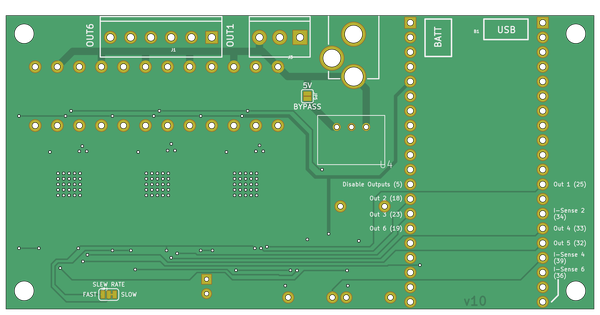 OUT6
J1
OUT1
BATT
B1
USB
5V
BYPASS
U4
Disable Outputs (5)
Out 1 (25)
Out 2 (18)
Out 3 (23)
I-Sense 2
(34)
Out 6 (19)
Out 4 (33)
Out 5 (32)
I-Sense 4
(39)
I-Sense 6
(36)
SLEW RATE
FAST
SLOW
v10